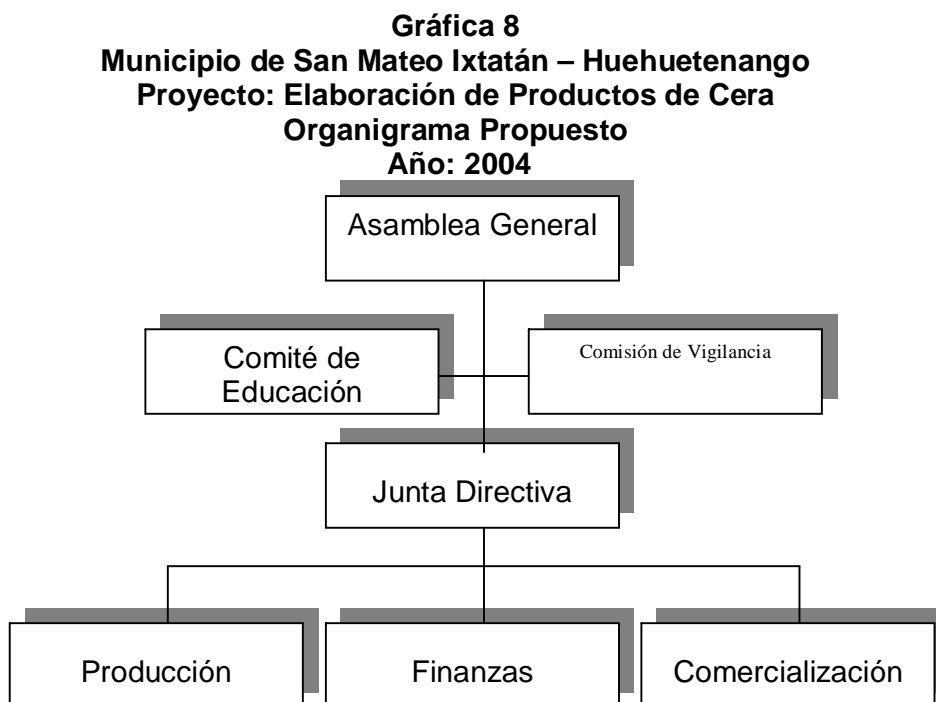 Gráfica 8
Municipio de San Mateo Ixtatán – Huehuetenango
Proyecto: Elaboración de Productos de Cera
Organigrama Propuesto
Año: 2004
Asamblea General
Comité de
Educación
Comisión de Vigilancia
Junta Directiva
Producción
Finanzas
Comercialización